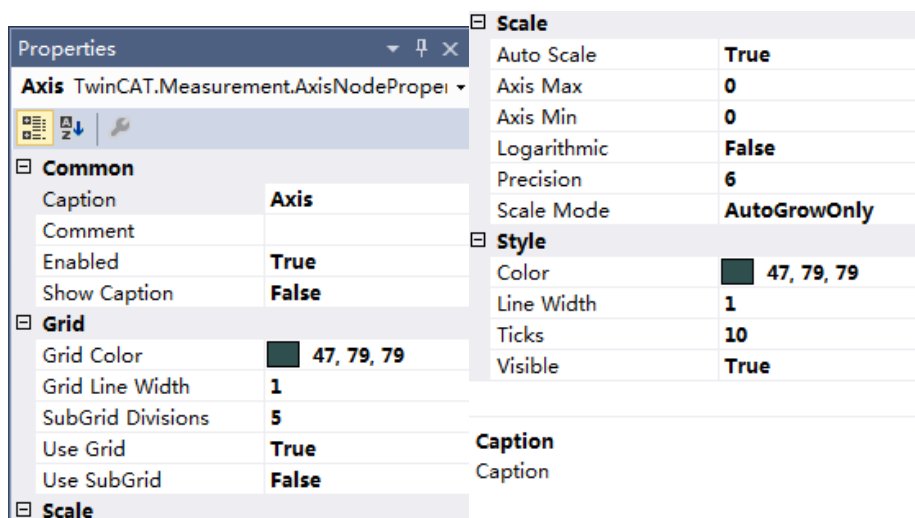 Properties
Axis TwinCAT.Measurement.AxisNodeProper
Common
Caption Axis
Comment
Enabled True
Show Caption False
Grid
Grid Color 47, 79, 79
Grid Line Width 1
SubGrid Divisions 5
Use Grid True
Use SubGrid False
Scale
Scale
Auto Scale True
Axis Max 0
Axis Min 0
Logarithmic False
Precision 6
Scale Mode AutoGrowOnly
Style
Color 47, 79, 79
Line Width 1
Ticks 10
Visible True
Caption
Caption